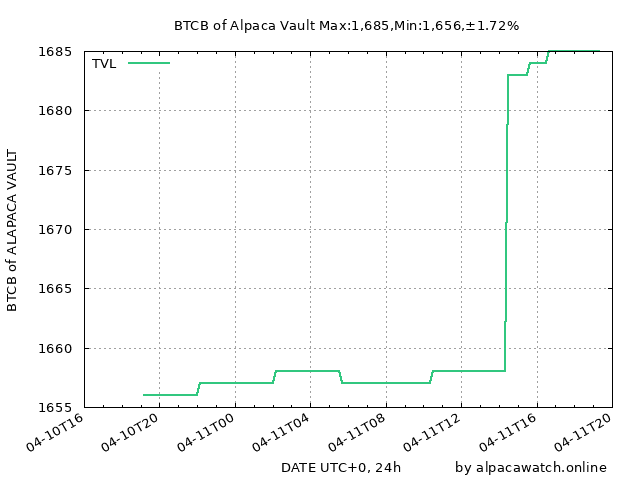 BTCB of Alpaca Vault Max:1,685,Min:1,656,±1.72%
TVL
1685
1680
1675
1670
1665
1660
1655
BTCB of ALAPACA VAULT
04-10T16
04-10T20
04-11T00
04-11T04
04-11T08
04-11T12
04-11T16
04-11T20
DATE UTC+0, 24h
by alpacawatch.online